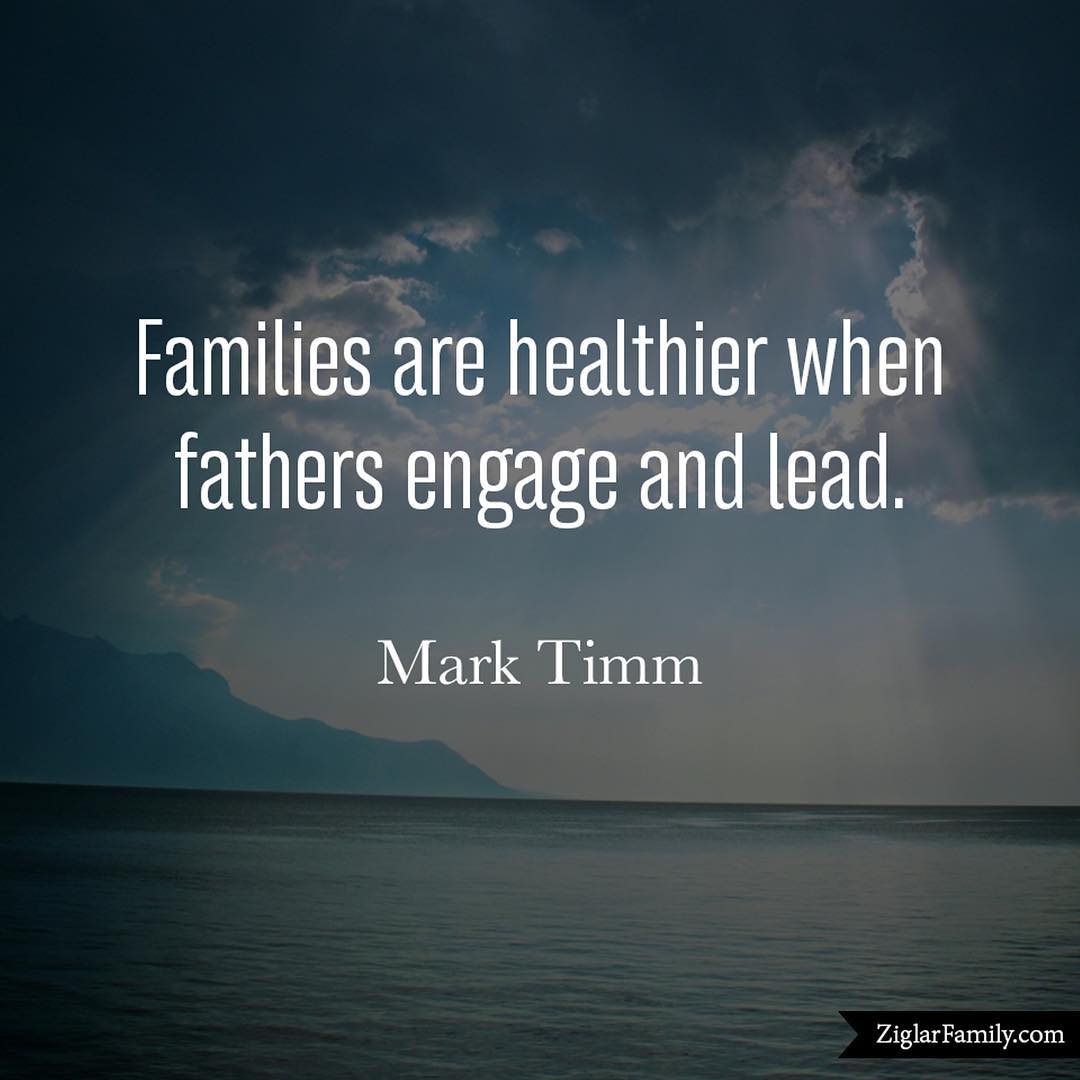 Families are healthier when
fathers engage and lead.
Mark Timm
ZiglarFamily.com